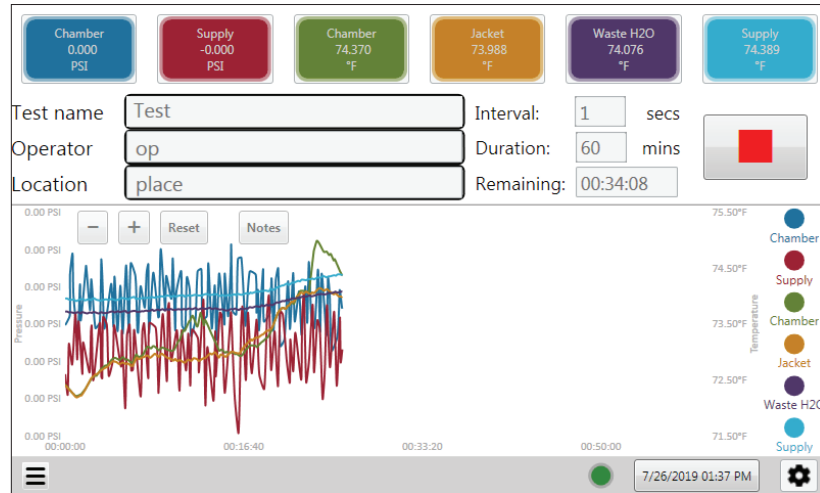 Chamber
0.000
PSI
Supply
-0.000
PSI
Chamber
74.370
°F
Jacket
73.988
°F
Waste H2O
74.076
°F
Supply
74.389
°F
Test name Test
Interval: 1 secs
Operator op
Duration: 60 mins
Location place
Remaining: 00:34:08
− + Reset Notes
0.00 PSI
0.00 PSI
0.00 PSI
0.00 PSI
0.00 PSI
0.00 PSI
0.00 PSI
Pressure
75.50°F
74.50°F
73.50°F
72.50°F
71.50°F
Temperature
00:00:00 00:16:40 00:33:20 00:50:00
Chamber
Supply
Chamber
Jacket
Waste H2O
Supply
7/26/2019 01:37 PM